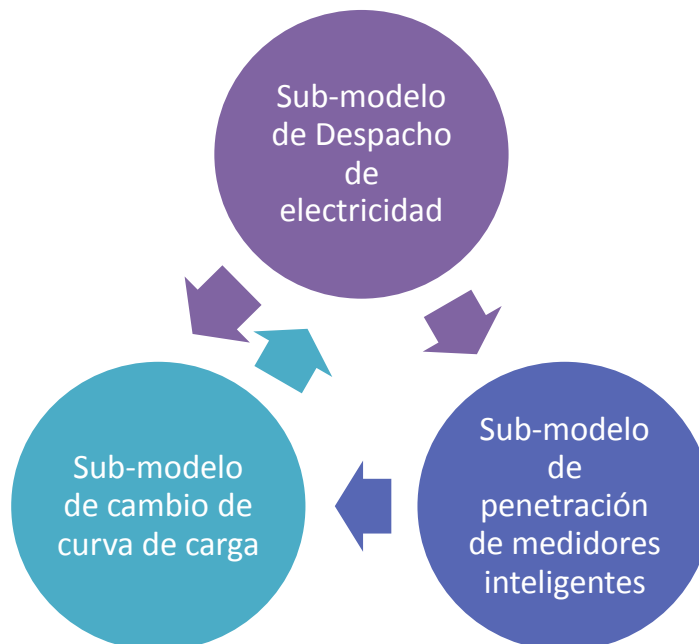 Sub-modelo
de Despacho
de
electricidad
Sub-modelo
de cambio de
curva de carga
Sub-modelo
de
penetración
de medidores
inteligentes